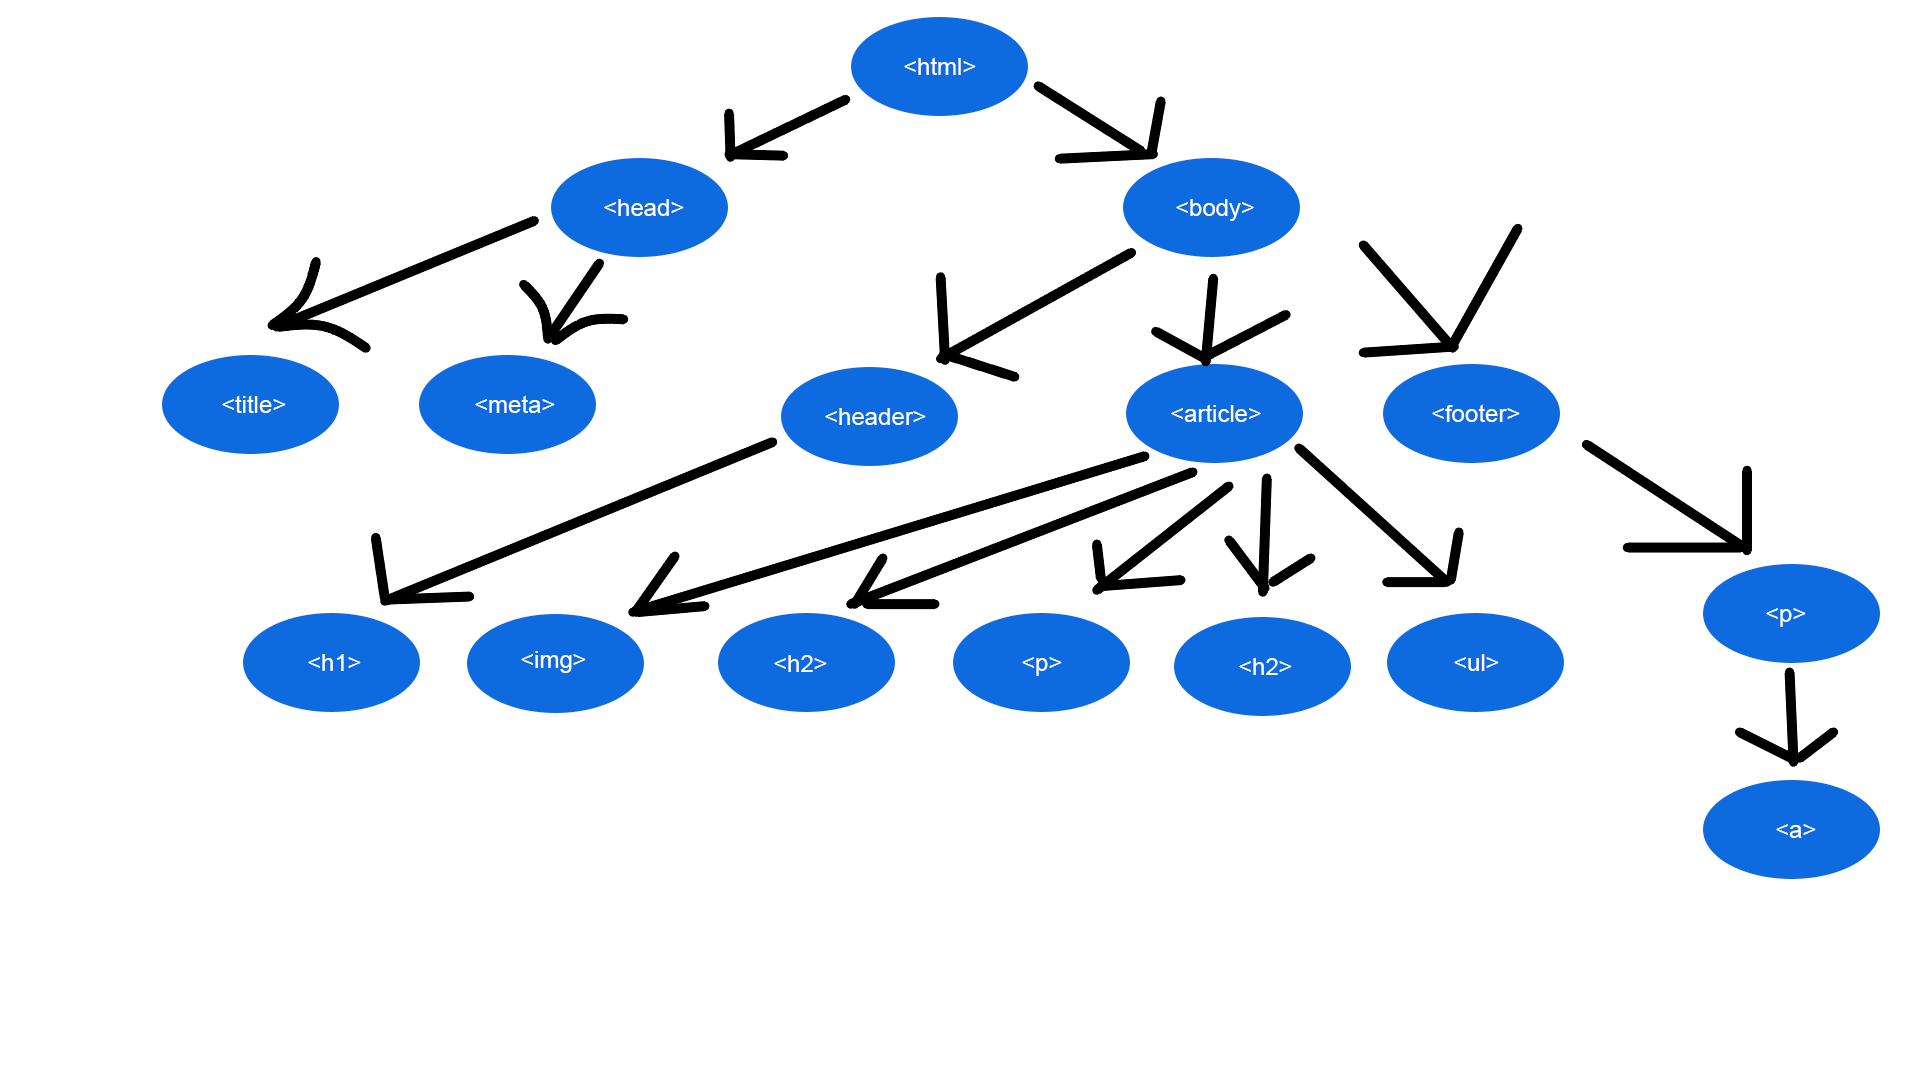 <html>
<head>
<body>
<title>
<meta>
<header>
<article>
<footer>
<h1>
<img>
<h2>
<p>
<h2>
<ul>
<p>
<a>